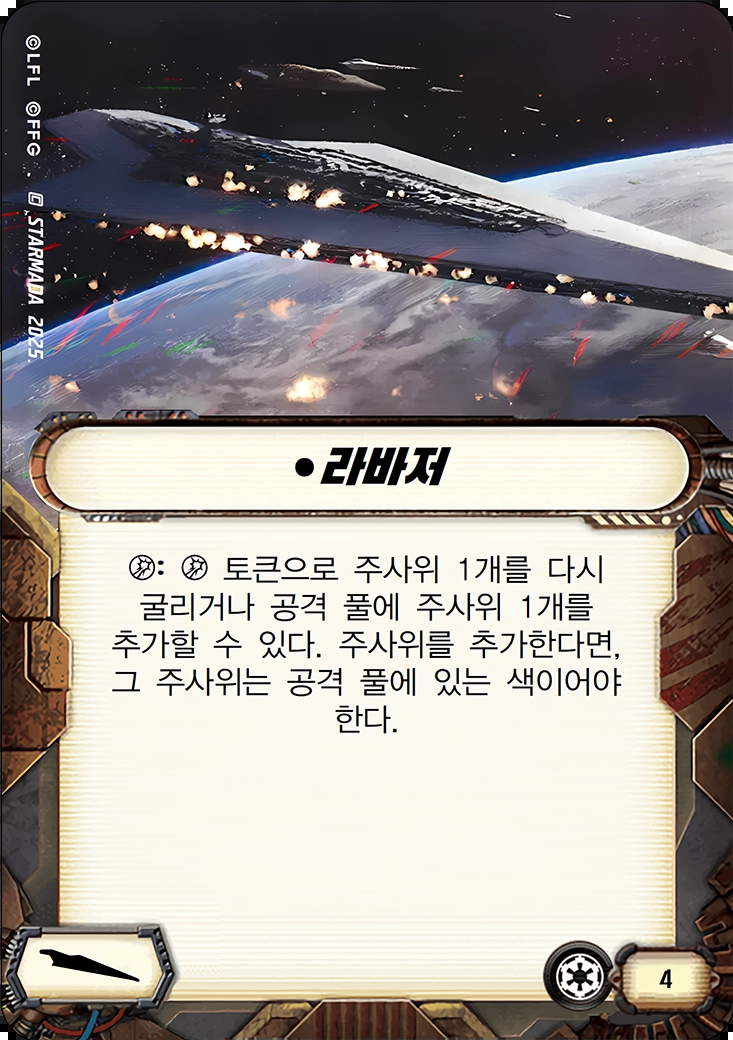 ©LFL ©FFG . @ STARMADA 2025.
•라바저
: 토큰으로 주사위 1개를 다시
굴리거나 공격 풀에 주사위 1개를
추가할 수 있다. 주사위를 추가한다면,
그 주사위는 공격 풀에 있는 색이어야
한다.
4